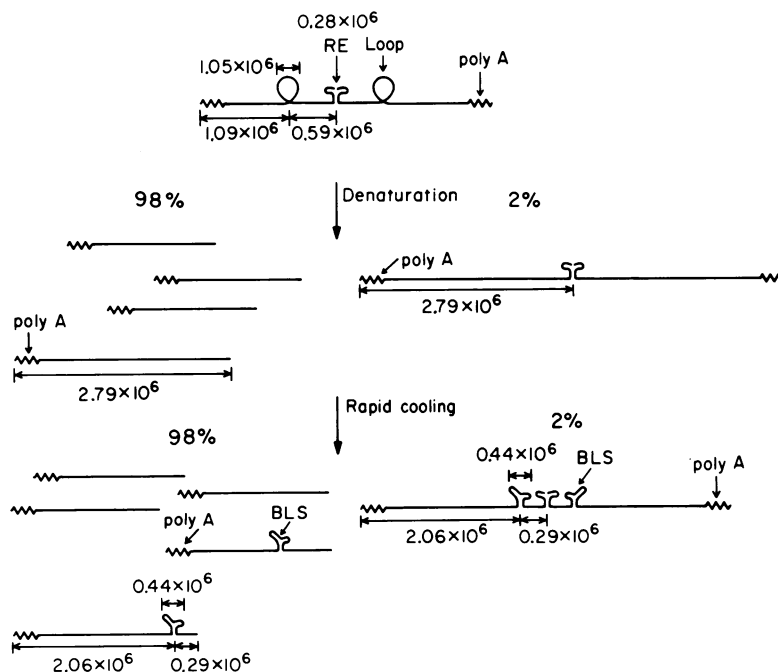 0.28×10⁶
RE Loop
1.05×10⁶
poly A
1.09×10⁶ 0.59×10⁶
98% Denaturation 2%
poly A
2.79×10⁶
poly A
2.79×10⁶
Rapid cooling
98% 2%
0.44×10⁶
BLS
poly A
poly A BLS
2.06×10⁶ 0.29×10⁶
0.44×10⁶
2.06×10⁶ 0.29×10⁶